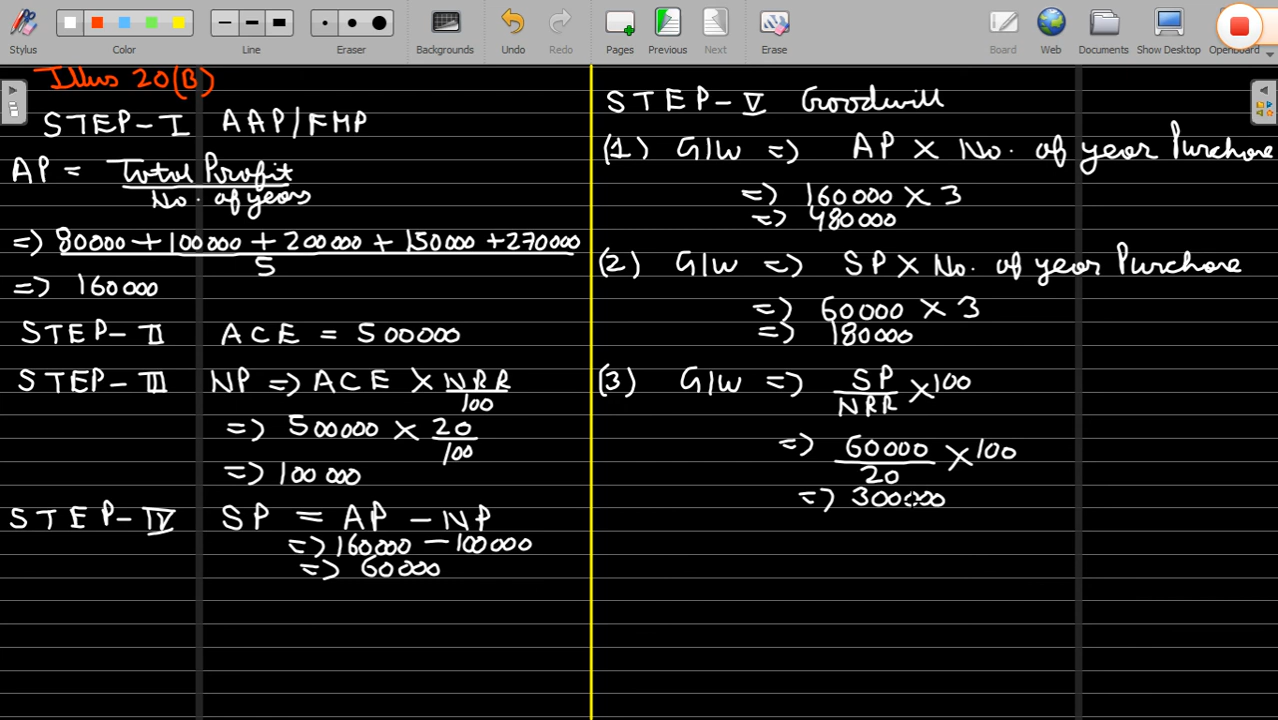 Stylus
Color
Line
Eraser
Backgrounds
Undo
Redo
Pages
Previous
Next
Erase
Board
Web
Documents
Show Desktop
Openboard
Illus 20(B)
STEP-I AAP/FMP
AP = Total Profit
No. of years
=) 80000 + 100000 + 200000 + 150000 + 270000
5
=) 160000
STEP-II ACE = 500000
STEP-III NP =) ACE × NRR
100
=) 500000 × 20
100
=) 100000
STEP-IV SP = AP - NP
=) 160000 - 100000
=) 60000
STEP-V Goodwill
(1) G/W =) AP × No. of year Purchase
=) 160000 × 3
=) 480000
(2) G/W =) SP × No. of year Purchase
=) 60000 × 3
=) 180000
(3) G/W =) SP × 100
NRR
=) 60000 × 100
20
=) 300000